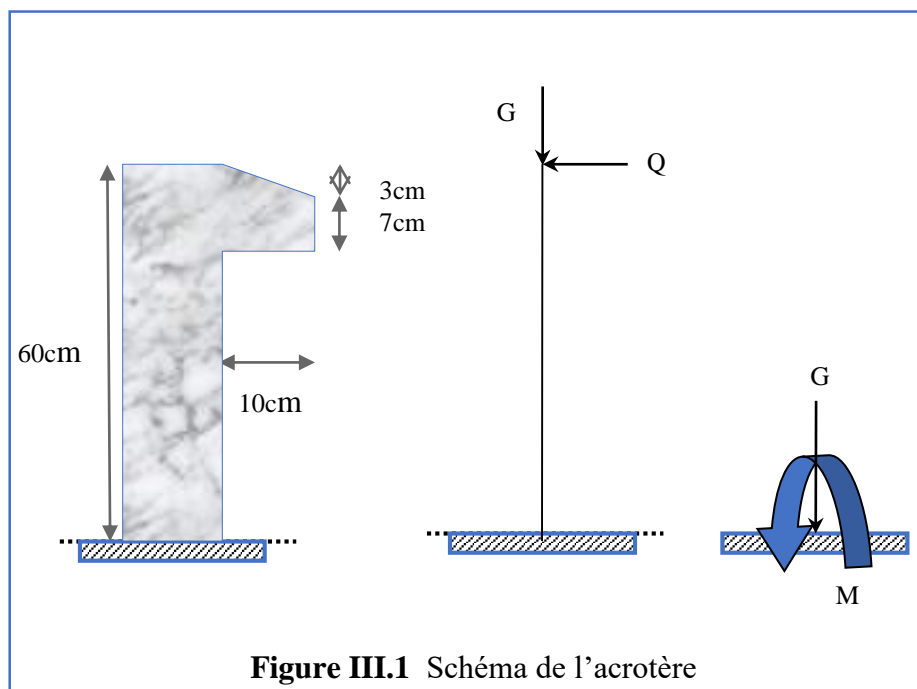 G
Q
3cm
7cm
60cm
10cm
G
M
Figure III.1 Schéma de l’acrotère